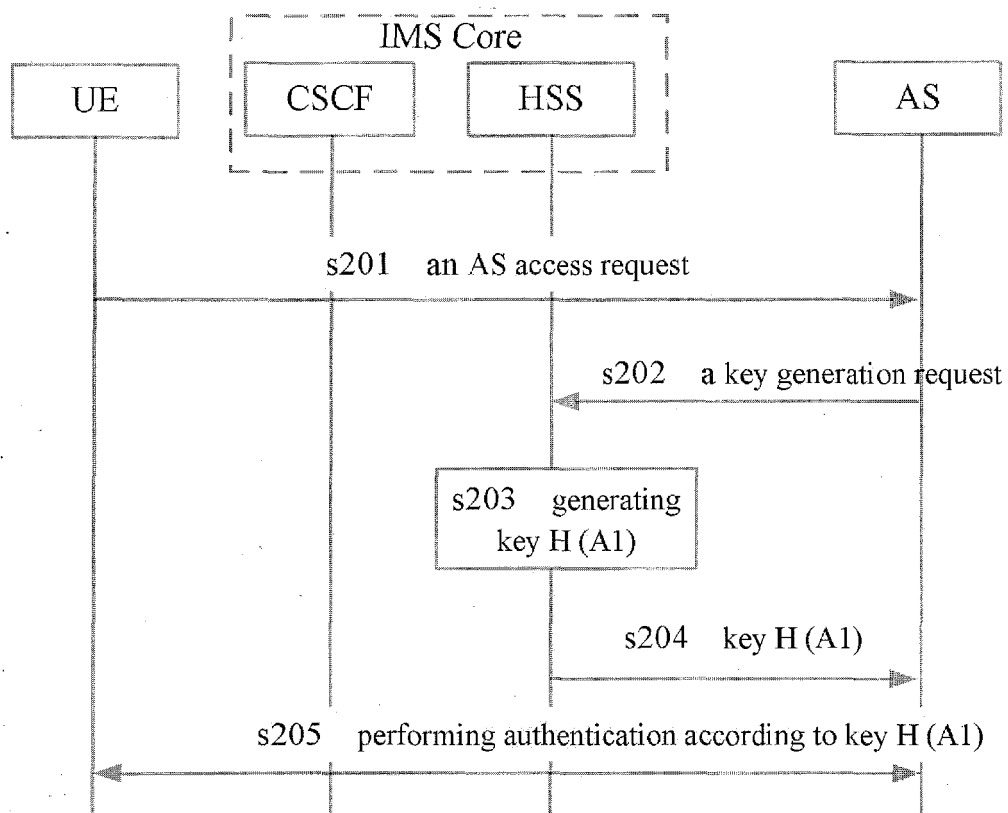 IMS Core
UE
CSCF
HSS
AS
s201 an AS access request
s202 a key generation request
s203 generating
key H (A1)
s204 key H (A1)
s205 performing authentication according to key H (A1)